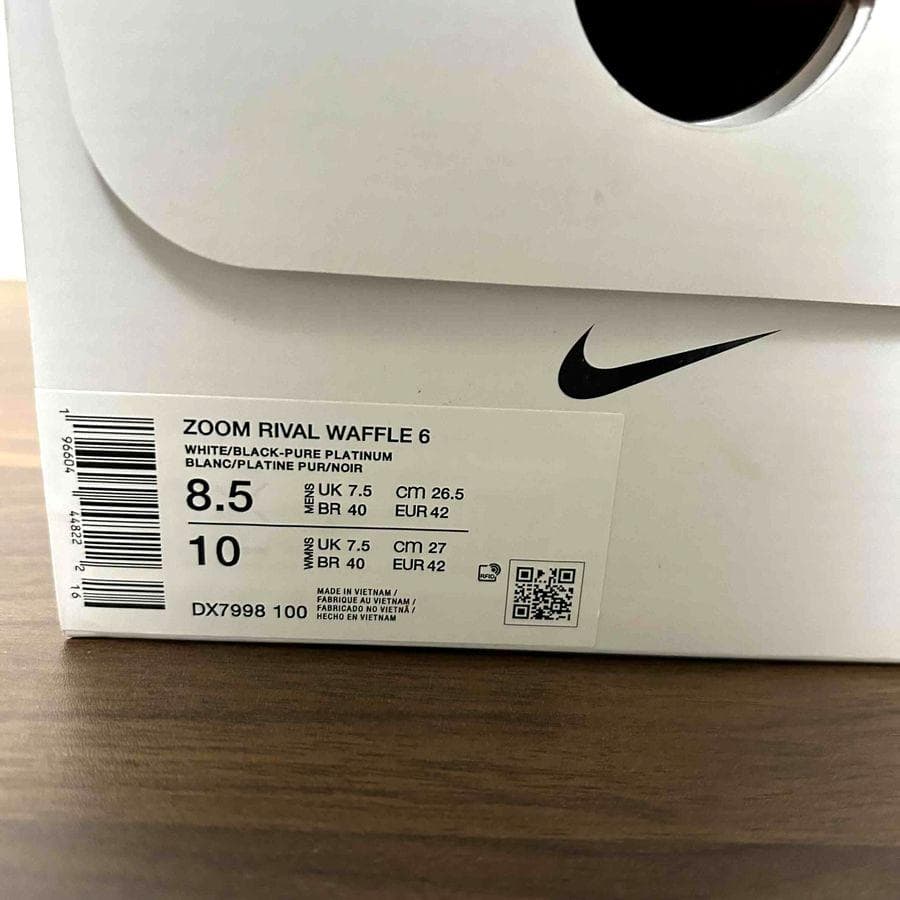 ZOOM RIVAL WAFFLE 6
WHITE/BLACK-PURE PLATINUM
BLANC/PLATINE PUR/NOIR
8.5 MENS UK 7.5 cm 26.5
BR 40 EUR 42
10 WMNS UK 7.5 cm 27
BR 40 EUR 42
RFID
DX7998 100
MADE IN VIETNAM /
FABRIQUE AU VIETNAM /
FABRICADO NO VIETNÃ /
HECHO EN VIETNAM
1 96604 44822 2 16